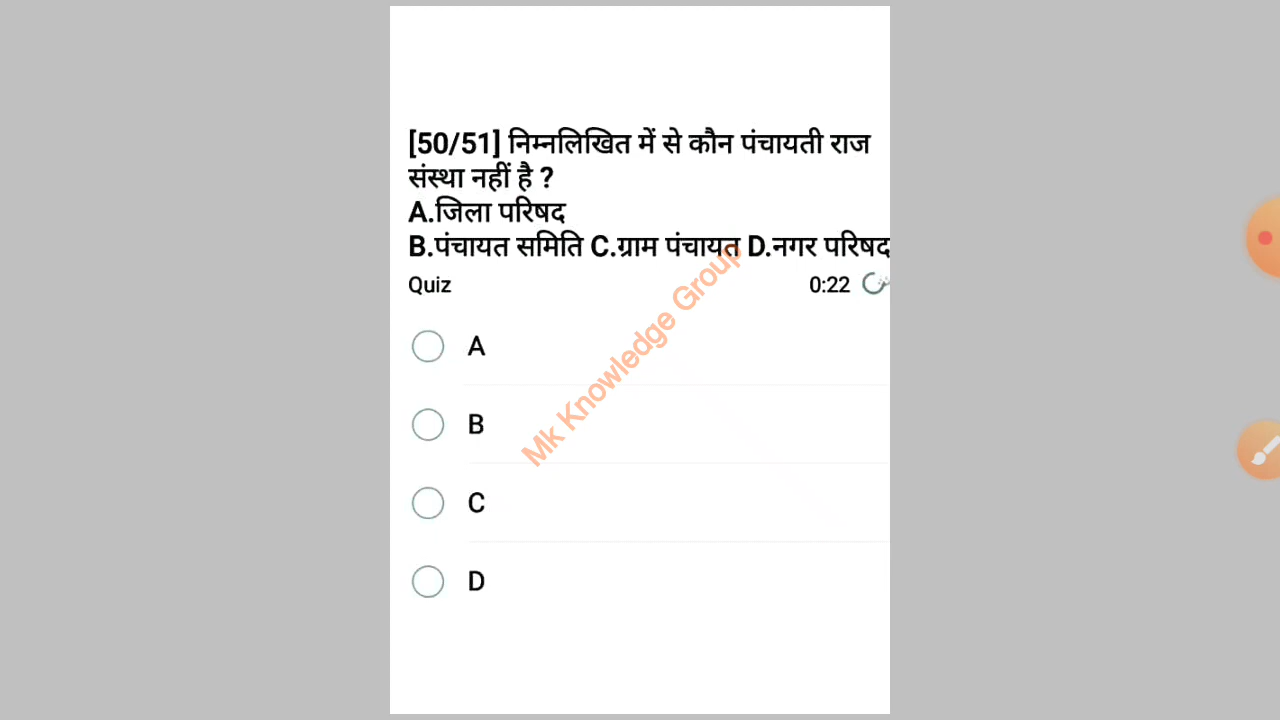 [50/51] निम्नलिखित में से कौन पंचायती राज
संस्था नहीं है ?
A.जिला परिषद
B.पंचायत समिति C.ग्राम पंचायत D.नगर परिषद
Quiz 0:22
A
B
C
D
Mk Knowledge Group